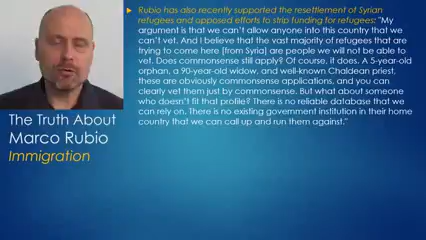 Rubio has also recently supported the resettlement of Syrian
refugees and opposed efforts to strip funding for refugees: "My
argument is that we can't allow anyone into this country that we
can't vet. And I believe that the vast majority of refugees that are
trying to come here [from Syria] are people we will not be able to
vet. Does commonsense still apply? Of course, it does. A 5-year-old
orphan, a 90-year-old widow, and well-known Chaldean priest,
these are obviously commonsense applications, and you can
clearly vet them just by commonsense. But what about someone
who doesn't fit that profile? There is no reliable database that we
can rely on. There is no existing government institution in their home
country that we can call up and run them against."
The Truth About
Marco Rubio
Immigration